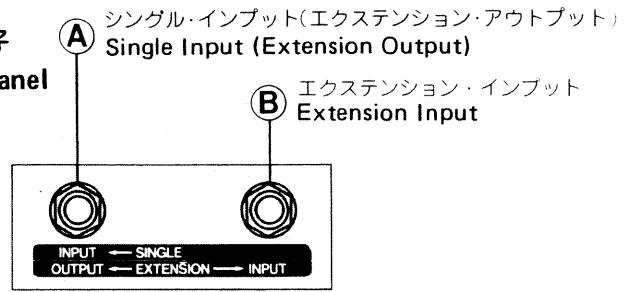 シングル・インプット(エクステンション・アウトプット)
Ⓐ Single Input (Extension Output)
子
anel
エクステンション・インプット
Ⓑ Extension Input
INPUT ← SINGLE
OUTPUT ← EXTENSION → INPUT